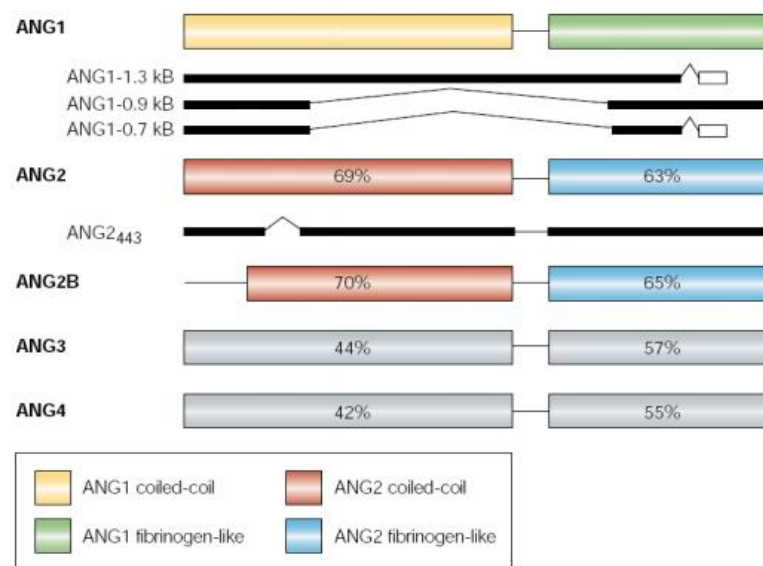 ANG1
ANG1-1.3 kB
ANG1-0.9 kB
ANG1-0.7 kB
ANG2 69% 63%
ANG2443
ANG2B 70% 65%
ANG3 44% 57%
ANG4 42% 55%
ANG1 coiled-coil ANG2 coiled-coil
ANG1 fibrinogen-like ANG2 fibrinogen-like